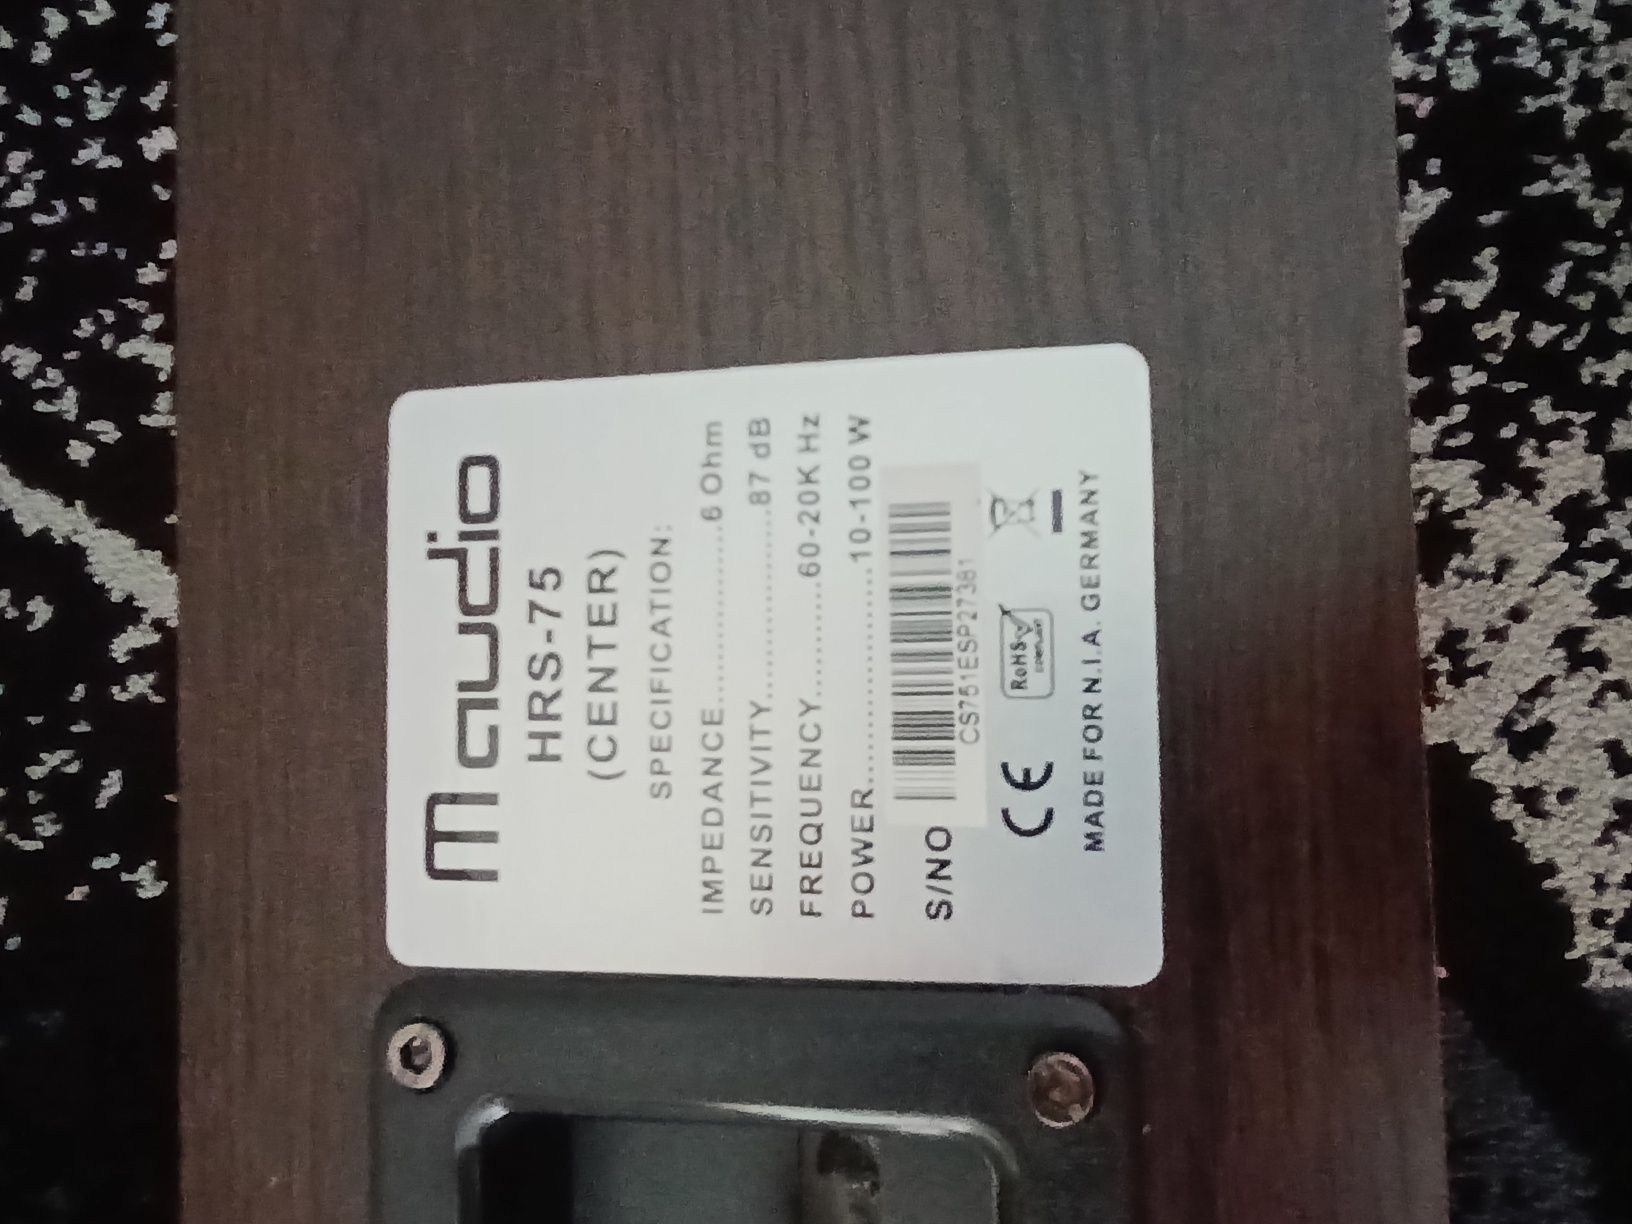 m audio
HRS-75
(CENTER)
SPECIFICATION:
IMPEDANCE................6 Ohm
SENSITIVITY................87 dB
FREQUENCY..........60-20K Hz
POWER....................10-100 W
S/NO
CS751ESP27381
CE
RoHS
COMPLIANT
MADE FOR N.I.A. GERMANY